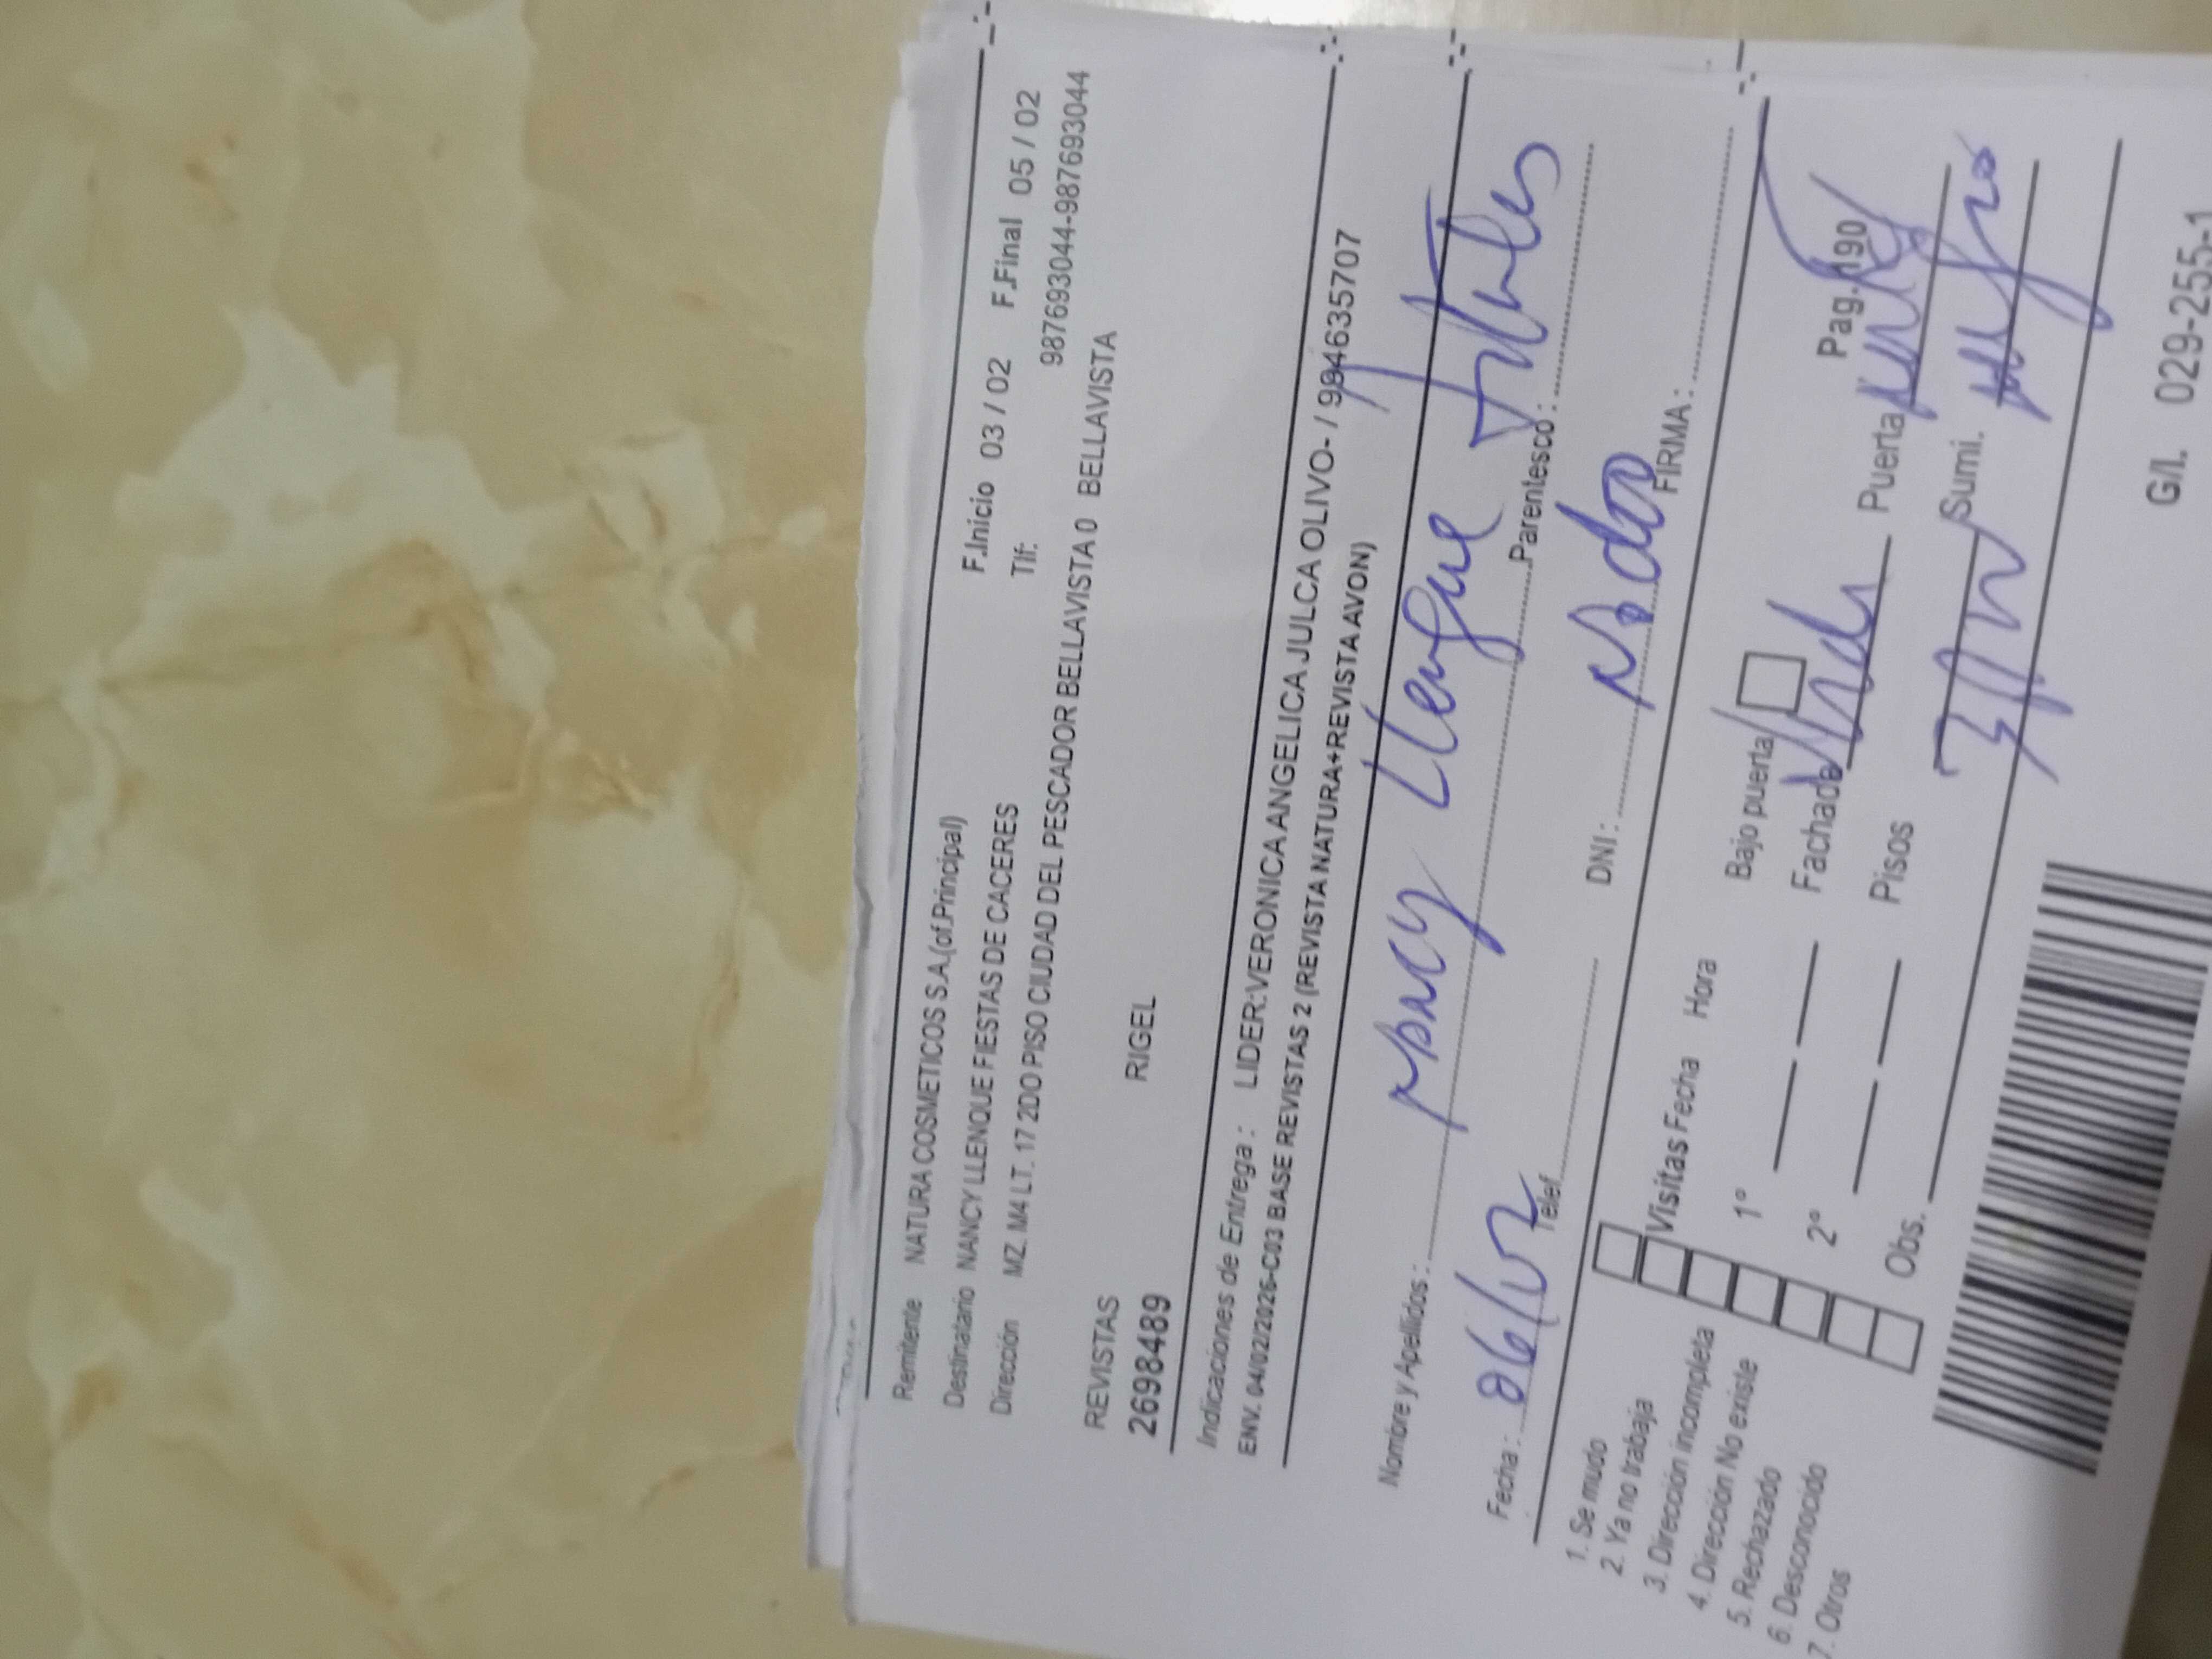 Remitente NATURA COSMETICOS S.A.(of.Principal) F.Inicio 03 / 02 F.Final 05 / 02
Destinatario NANCY LLENQUE FIESTAS DE CACERES Tlf: 987693044-987693044
Dirección MZ. M4 LT. 17 2DO PISO CIUDAD DEL PESCADOR BELLAVISTA 0 BELLAVISTA
REVISTAS RIGEL
2698489
Indicaciones de Entrega : LIDER:VERONICA ANGELICA JULCA OLIVO- / 984635707
ENV. 04/02/2026-C03 BASE REVISTAS 2 (REVISTA NATURA+REVISTA AVON)
Nombre y Apellidos : Nancy Llenque
Parentesco :
Fecha : 06/02 Telef DNI : FIRMA :
1. Se mudo
2. Ya no trabaja
3. Dirección incompleta
4. Dirección No existe
5. Rechazado
6. Desconocido
7. Otros
Visitas Fecha Hora Bajo puerta Pag. 190
1° Fachada Puerta
2° Pisos Sumi.
Obs.
G/I. 029-255-1